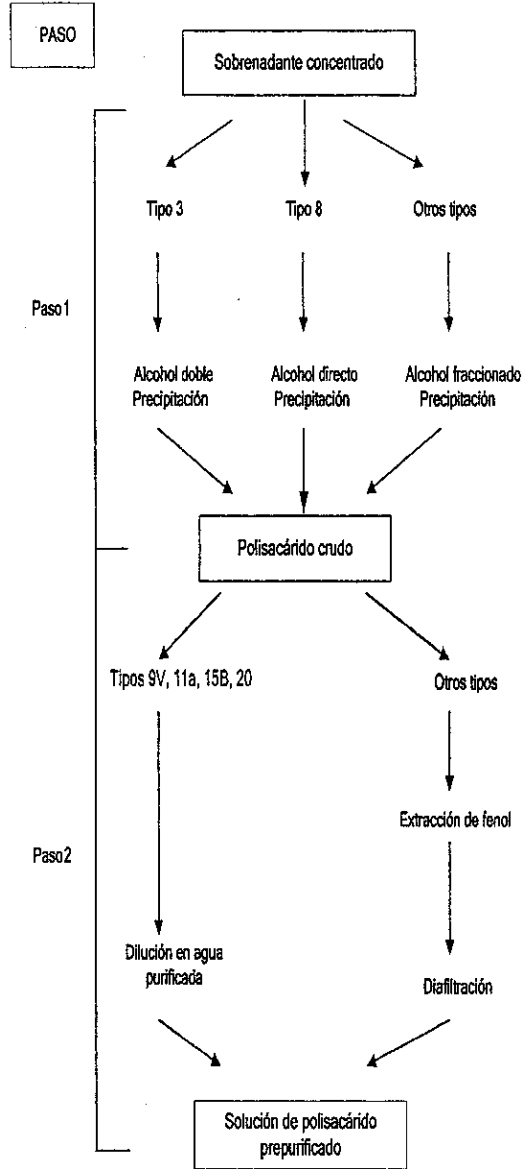 PASO
Sobrenadante concentrado
Tipo 3
Tipo 8
Otros tipos
Paso1
Alcohol doble
Precipitación
Alcohol directo
Precipitación
Alcohol fraccionado
Precipitación
Polisacárido crudo
Tipos 9V, 11a, 15B, 20
Otros tipos
Extracción de fenol
Paso2
Dilución en agua
purificada
Diafiltración
Solución de polisacárido
prepurificado